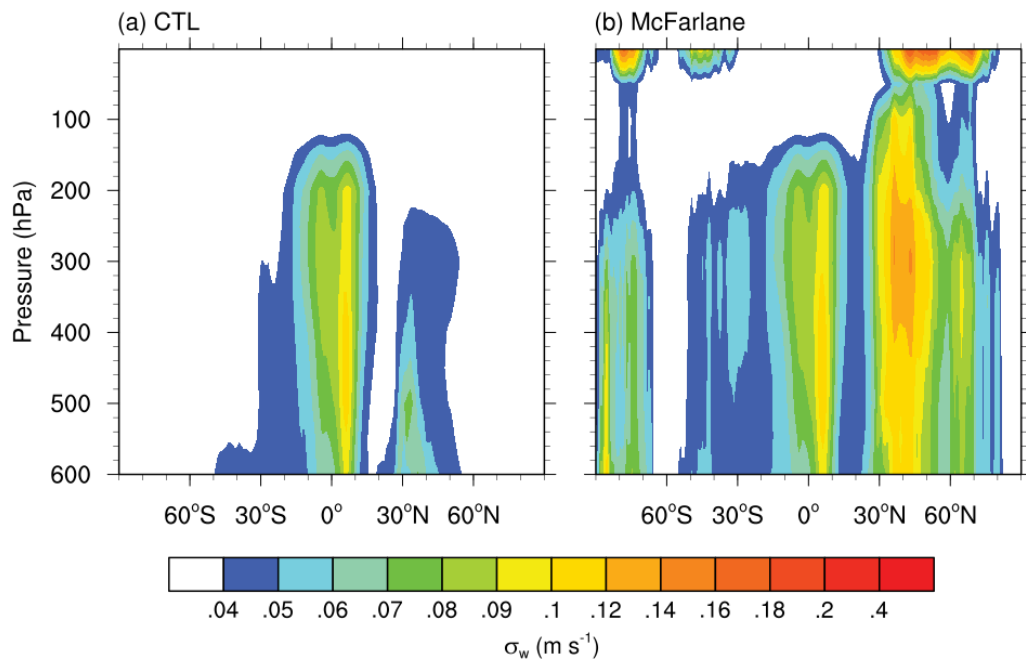 (a) CTL
(b) McFarlane
Pressure (hPa)
100
200
300
400
500
600
60°S 30°S 0° 30°N 60°N
60°S 30°S 0° 30°N 60°N
.04 .05 .06 .07 .08 .09 .1 .12 .14 .16 .18 .2 .4
σw (m s-1)